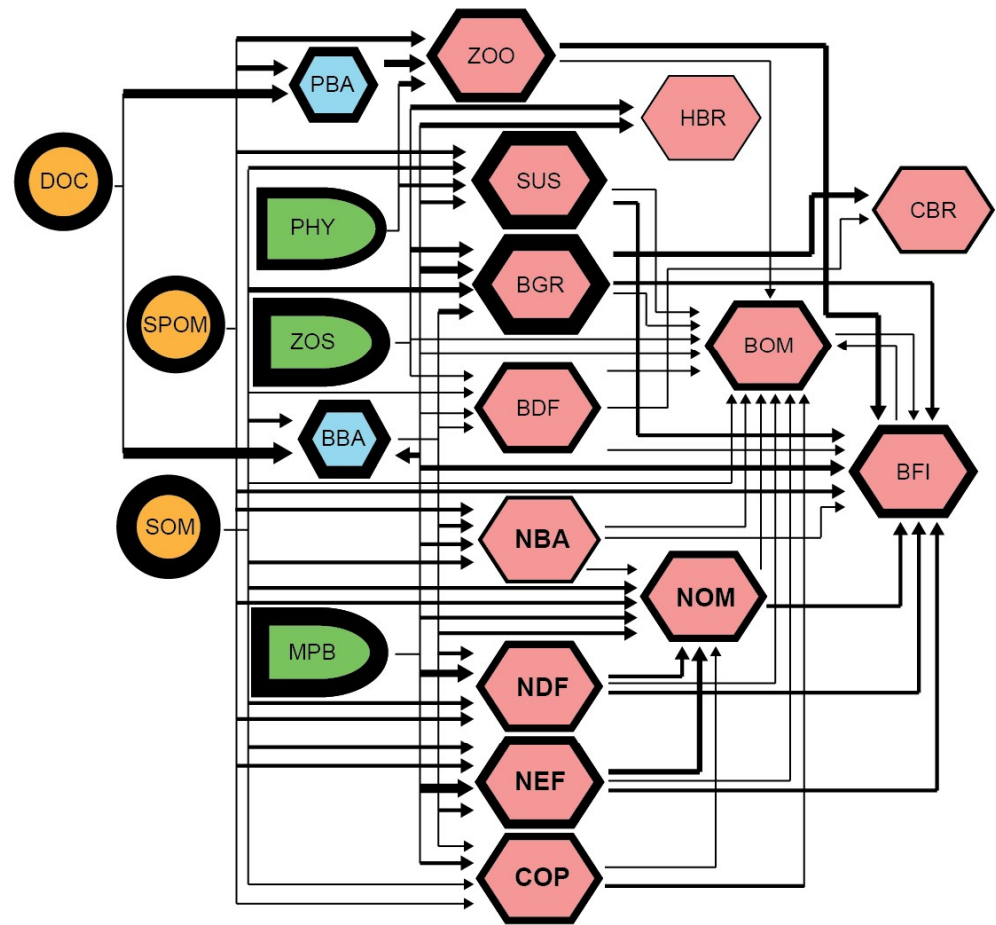 ZOO
PBA
HBR
DOC
SUS
CBR
PHY
BGR
SPOM
ZOS
BOM
BDF
BBA
BFI
SOM
NBA
NOM
MPB
NDF
NEF
COP